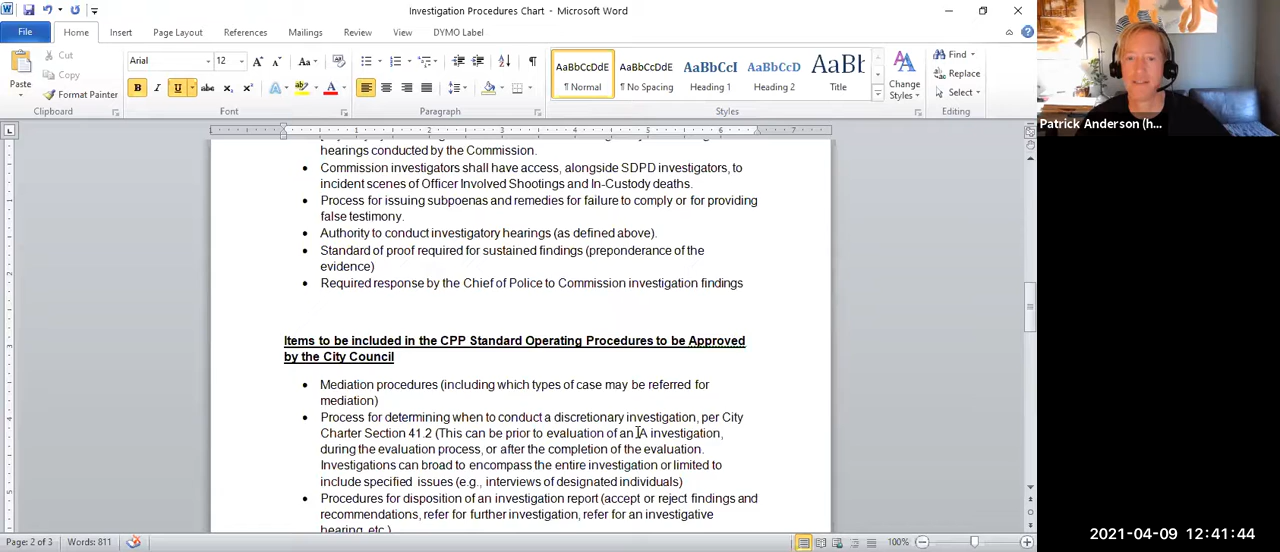 Investigation Procedures Chart - Microsoft Word
File Home Insert Page Layout References Mailings Review View DYMO Label
Paste
Cut
Copy
Format Painter
Clipboard
Arial 12
Font
Paragraph
AaBbCcDdE AaBbCcDdE AaBbCcI AaBbCcD AaBb
¶ Normal ¶ No Spacing Heading 1 Heading 2 Title
Styles
Change Styles
Find
Replace
Select
Editing
Patrick Anderson (h...
hearings conducted by the Commission.
• Commission investigators shall have access, alongside SDPD investigators, to
incident scenes of Officer Involved Shootings and In-Custody deaths.
• Process for issuing subpoenas and remedies for failure to comply or for providing
false testimony.
• Authority to conduct investigatory hearings (as defined above).
• Standard of proof required for sustained findings (preponderance of the
evidence)
• Required response by the Chief of Police to Commission investigation findings
Items to be included in the CPP Standard Operating Procedures to be Approved
by the City Council
• Mediation procedures (including which types of case may be referred for
mediation)
• Process for determining when to conduct a discretionary investigation, per City
Charter Section 41.2 (This can be prior to evaluation of an IA investigation,
during the evaluation process, or after the completion of the evaluation.
Investigations can broad to encompass the entire investigation or limited to
include specified issues (e.g., interviews of designated individuals)
• Procedures for disposition of an investigation report (accept or reject findings and
recommendations, refer for further investigation, refer for an investigative
hearing, etc.)
Page: 2 of 3 Words: 811 100%
2021-04-09 12:41:44